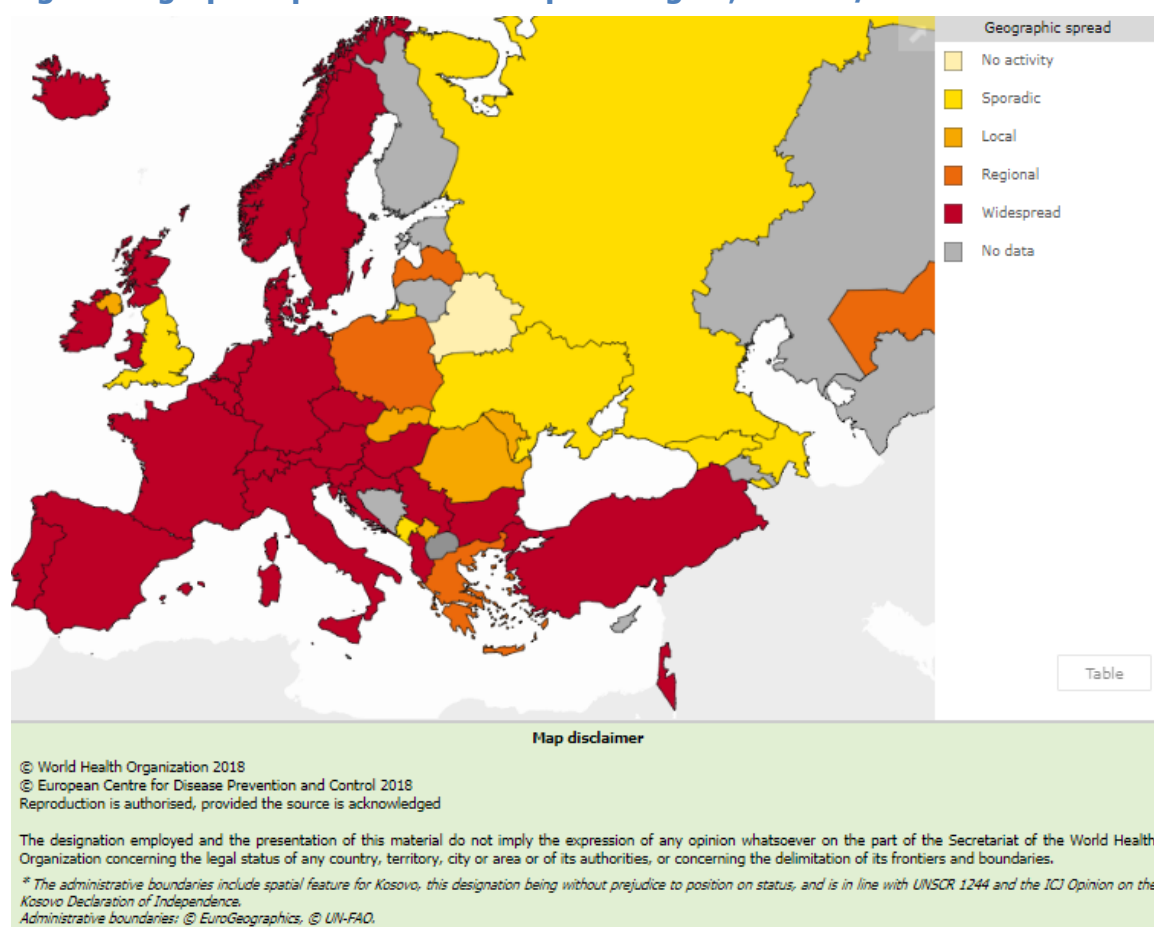 Geographic spread
No activity
Sporadic
Local
Regional
Widespread
No data
Table
Map disclaimer
© World Health Organization 2018
© European Centre for Disease Prevention and Control 2018
Reproduction is authorised, provided the source is acknowledged
The designation employed and the presentation of this material do not imply the expression of any opinion whatsoever on the part of the Secretariat of the World Health
Organization concerning the legal status of any country, territory, city or area or of its authorities, or concerning the delimitation of its frontiers and boundaries.
* The administrative boundaries include spatial feature for Kosovo, this designation being without prejudice to position on status, and is in line with UNSCR 1244 and the ICJ Opinion on the
Kosovo Declaration of Independence.
Administrative boundaries: © EuroGeographics, © UN-FAO.